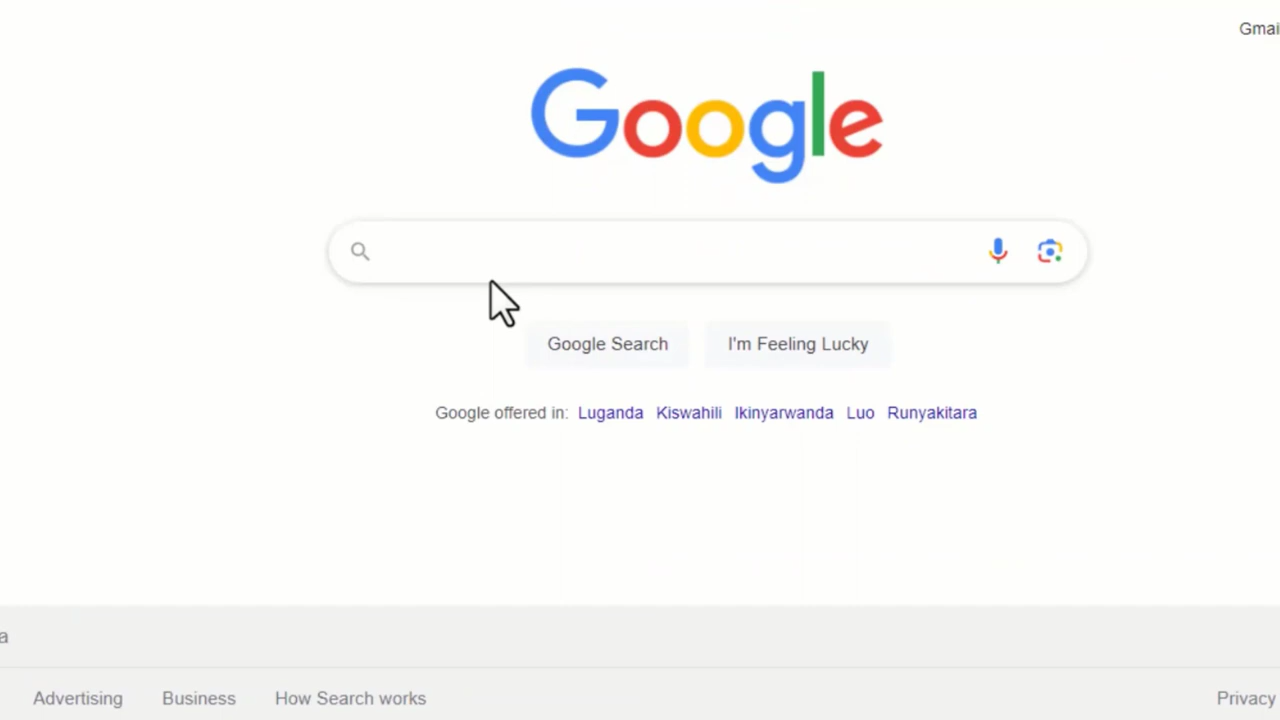 Gmai
Google
Google Search
I'm Feeling Lucky
Google offered in: Luganda Kiswahili Ikinyarwanda Luo Runyakitara
a
Advertising Business How Search works
Privacy